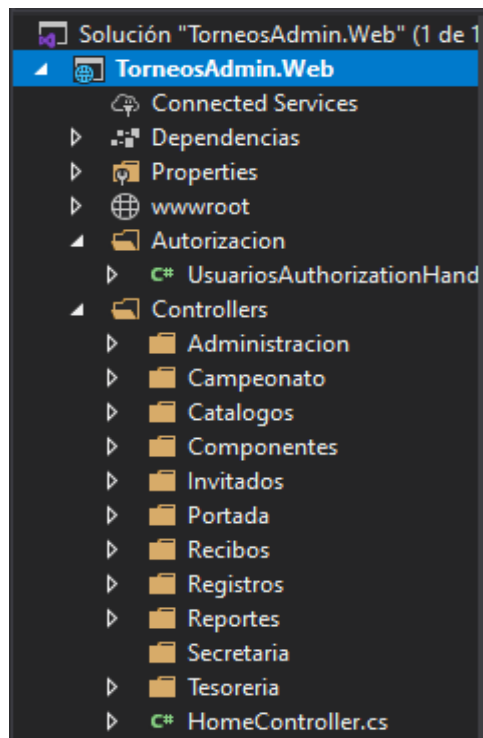 Solución "TorneosAdmin.Web" (1 de 1
TorneosAdmin.Web
Connected Services
Dependencias
Properties
wwwroot
Autorizacion
C# UsuariosAuthorizationHand
Controllers
Administracion
Campeonato
Catalogos
Componentes
Invitados
Portada
Recibos
Registros
Reportes
Secretaria
Tesoreria
C# HomeController.cs